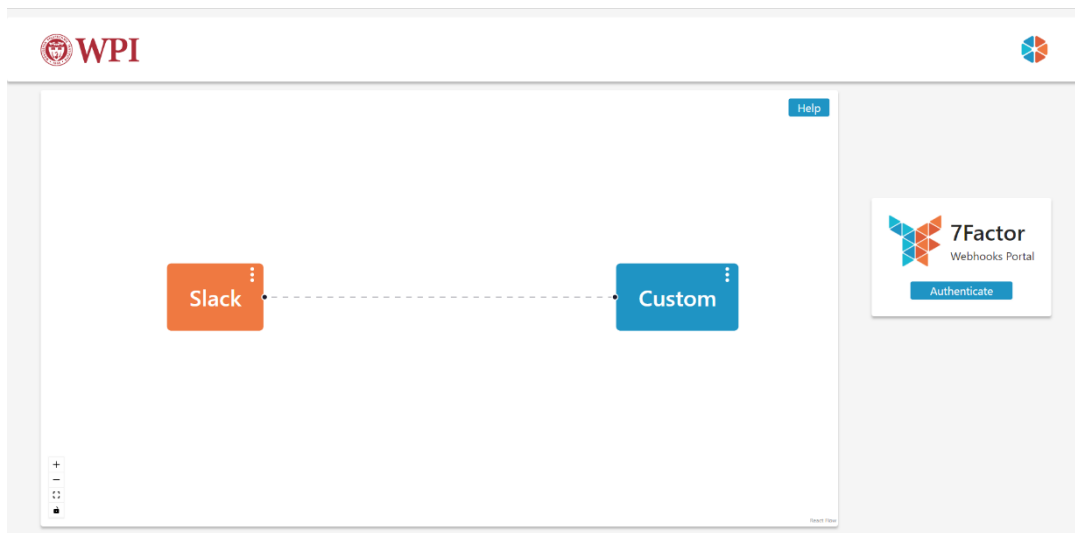 WPI
Help
7Factor
Webhooks Portal
Authenticate
Slack
Custom
React Flow